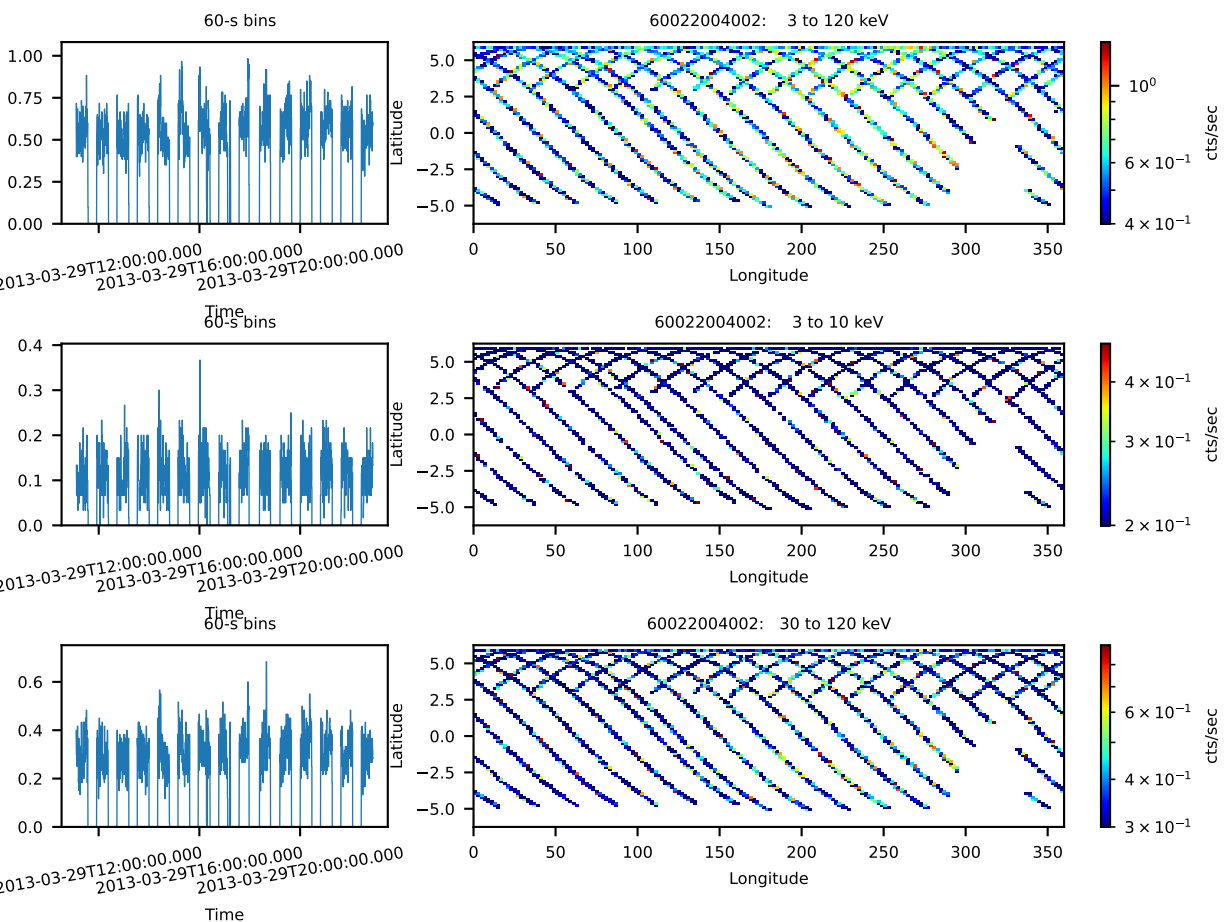 60-s bins
60022004002: 3 to 120 keV
1.00
0.75
0.50
0.25
0.00
2013-03-29T12:00:00.000
2013-03-29T16:00:00.000
2013-03-29T20:00:00.000
Time
Latitude
5.0
2.5
0.0
−2.5
−5.0
0 50 100 150 200 250 300 350
Longitude
10⁰
6 × 10⁻¹
4 × 10⁻¹
cts/sec
60-s bins
60022004002: 3 to 10 keV
0.4
0.3
0.2
0.1
0.0
2013-03-29T12:00:00.000
2013-03-29T16:00:00.000
2013-03-29T20:00:00.000
Time
Latitude
5.0
2.5
0.0
−2.5
−5.0
0 50 100 150 200 250 300 350
Longitude
4 × 10⁻¹
3 × 10⁻¹
2 × 10⁻¹
cts/sec
60-s bins
60022004002: 30 to 120 keV
0.6
0.4
0.2
0.0
2013-03-29T12:00:00.000
2013-03-29T16:00:00.000
2013-03-29T20:00:00.000
Time
Latitude
5.0
2.5
0.0
−2.5
−5.0
0 50 100 150 200 250 300 350
Longitude
6 × 10⁻¹
4 × 10⁻¹
3 × 10⁻¹
cts/sec